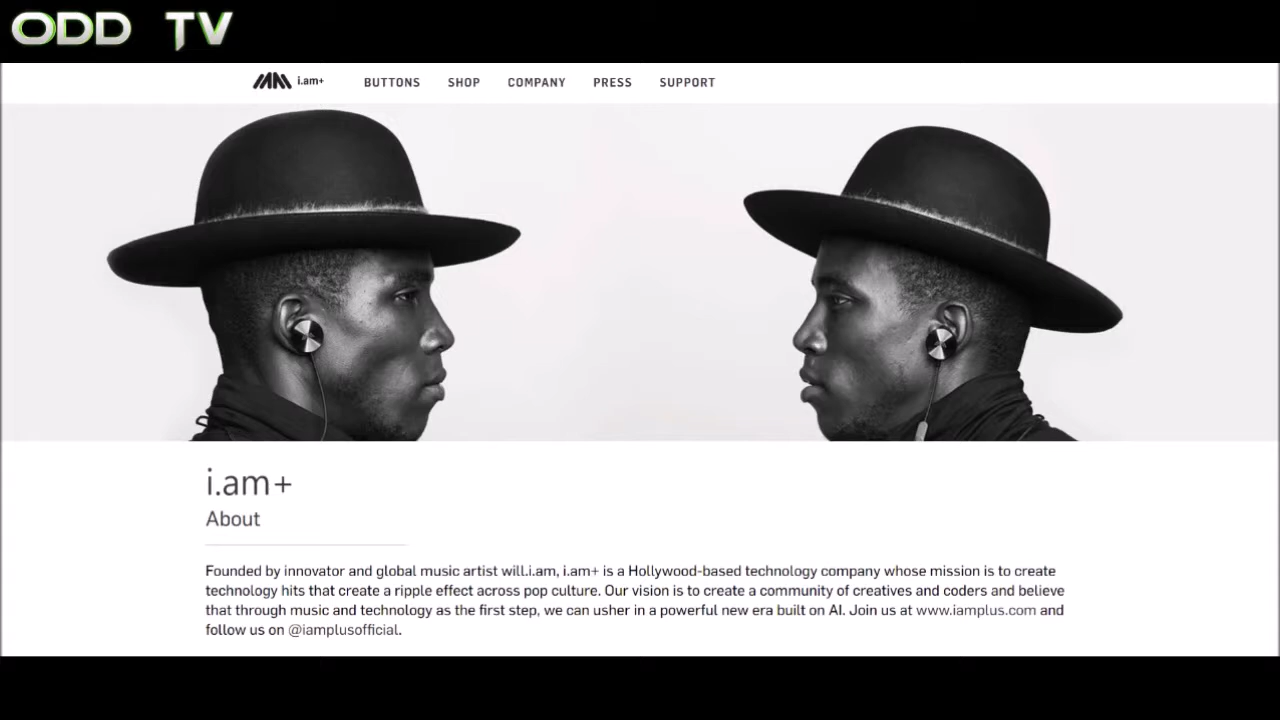 ODD TV
i.am+ BUTTONS SHOP COMPANY PRESS SUPPORT
i.am+
About
Founded by innovator and global music artist will.i.am, i.am+ is a Hollywood-based technology company whose mission is to create
technology hits that create a ripple effect across pop culture. Our vision is to create a community of creatives and coders and believe
that through music and technology as the first step, we can usher in a powerful new era built on AI. Join us at www.iamplus.com and
follow us on @iamplusofficial.